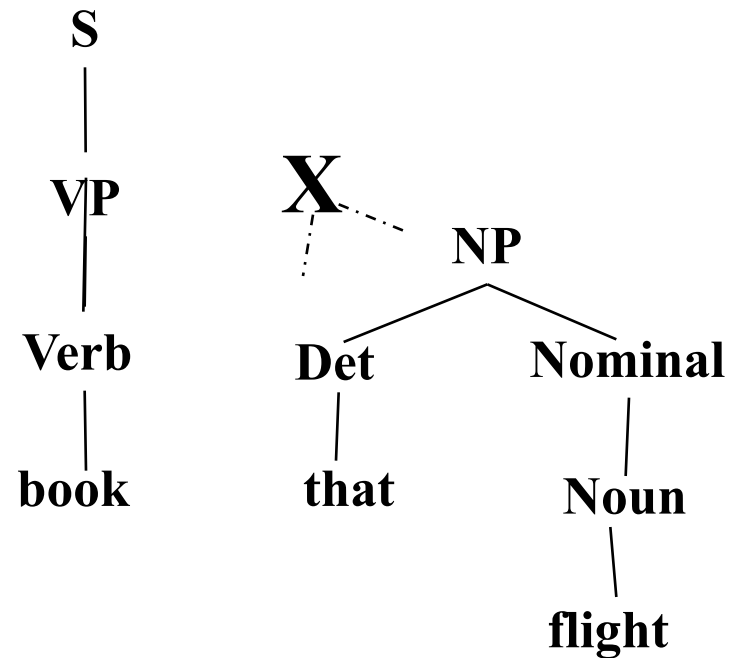 S
VP
X
NP
Verb
Det
Nominal
book
that
Noun
flight